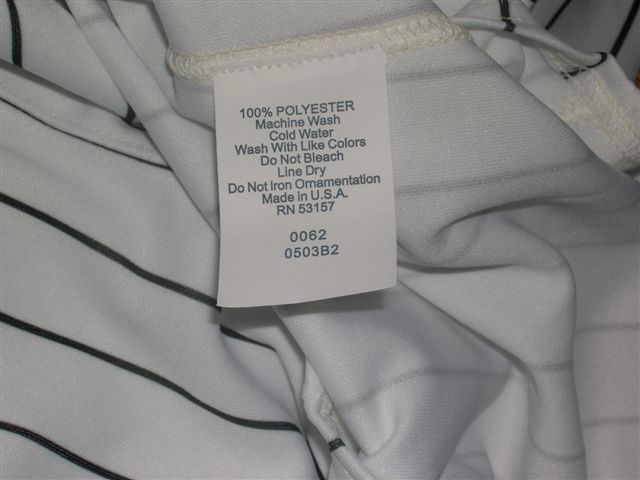 100% POLYESTER
Machine Wash
Cold Water
Wash With Like Colors
Do Not Bleach
Line Dry
Do Not Iron Ornamentation
Made in U.S.A.
RN 53157
0062
0503B2